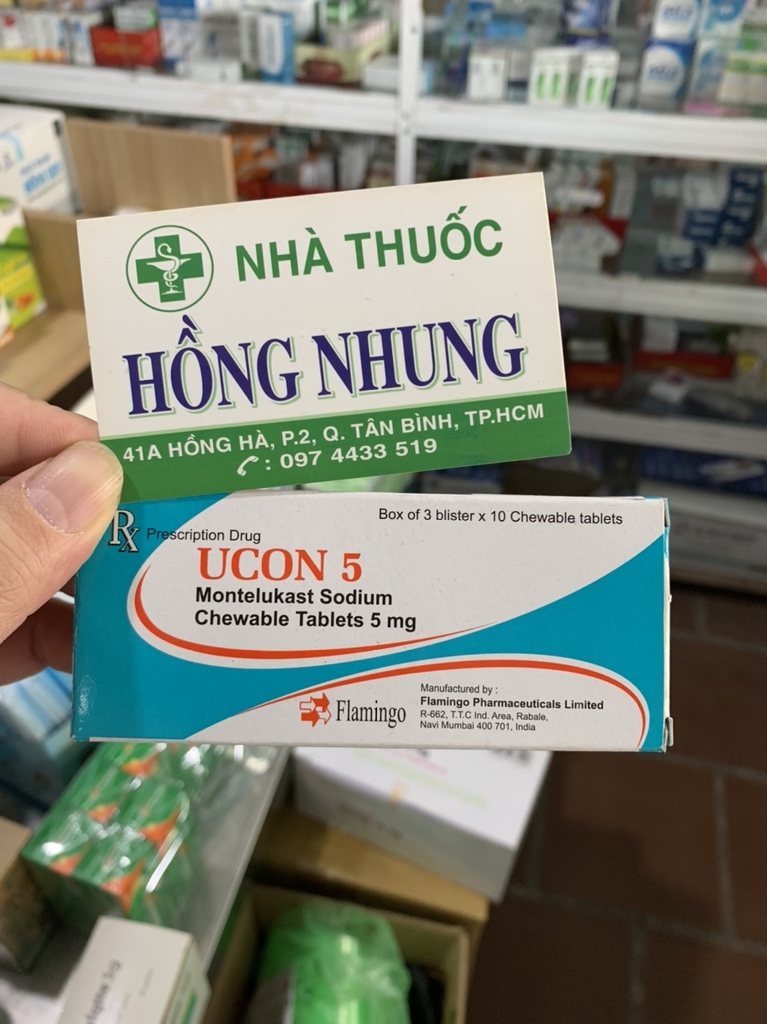 NHÀ THUỐC
HỒNG NHUNG
41A HỒNG HÀ, P.2, Q. TÂN BÌNH, TP.HCM
: 097 4433 519
Rx Prescription Drug
Box of 3 blister x 10 Chewable tablets
UCON 5
Montelukast Sodium
Chewable Tablets 5 mg
Flamingo
Manufactured by :
Flamingo Pharmaceuticals Limited
R-662, T.T.C Ind. Area, Rabale,
Navi Mumbai 400 701, India